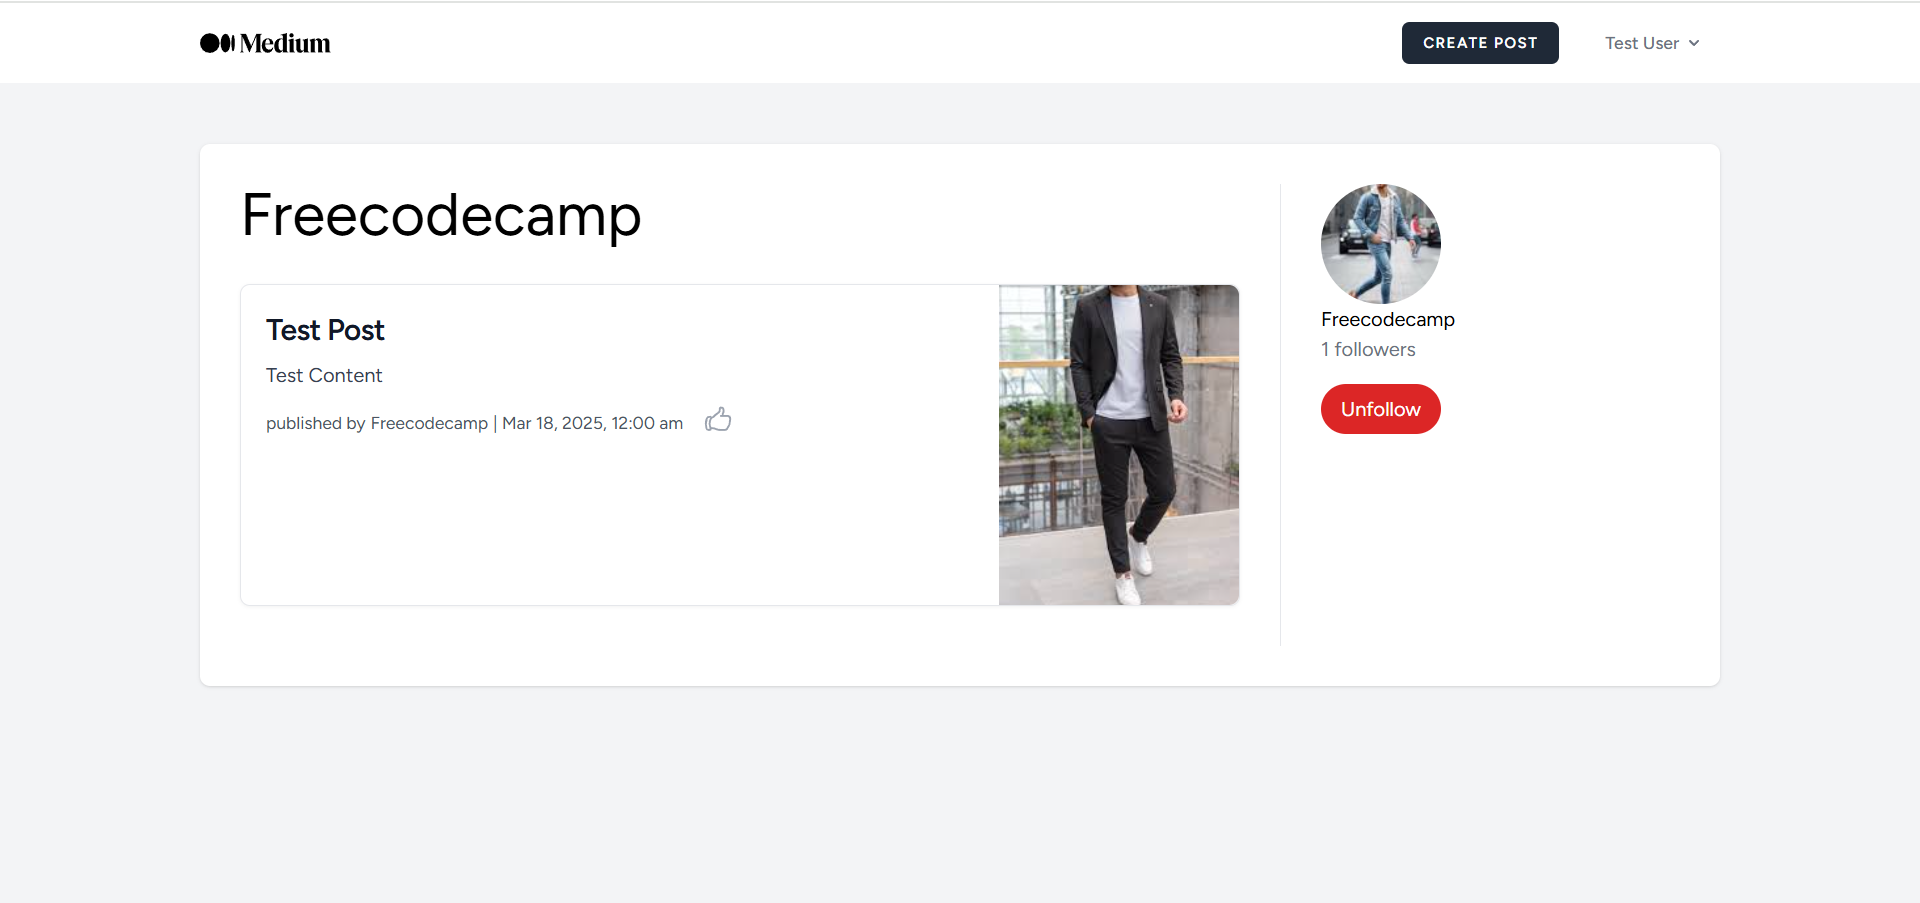 Medium
CREATE POST
Test User
Freecodecamp
Test Post
Test Content
published by Freecodecamp | Mar 18, 2025, 12:00 am
Freecodecamp
1 followers
Unfollow